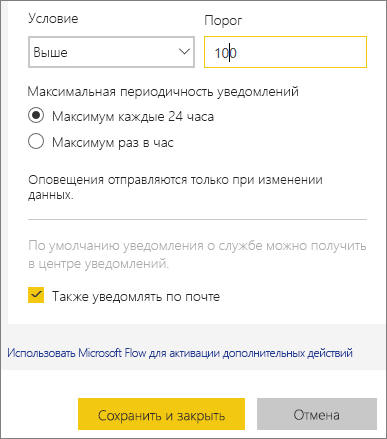 Условие
Порог
Выше
100
Максимальная периодичность уведомлений
Максимум каждые 24 часа
Максимум раз в час
Оповещения отправляются только при изменении
данных.
По умолчанию уведомления о службе можно получить
в центре уведомлений.
Также уведомлять по почте
Использовать Microsoft Flow для активации дополнительных действий
Сохранить и закрыть
Отмена